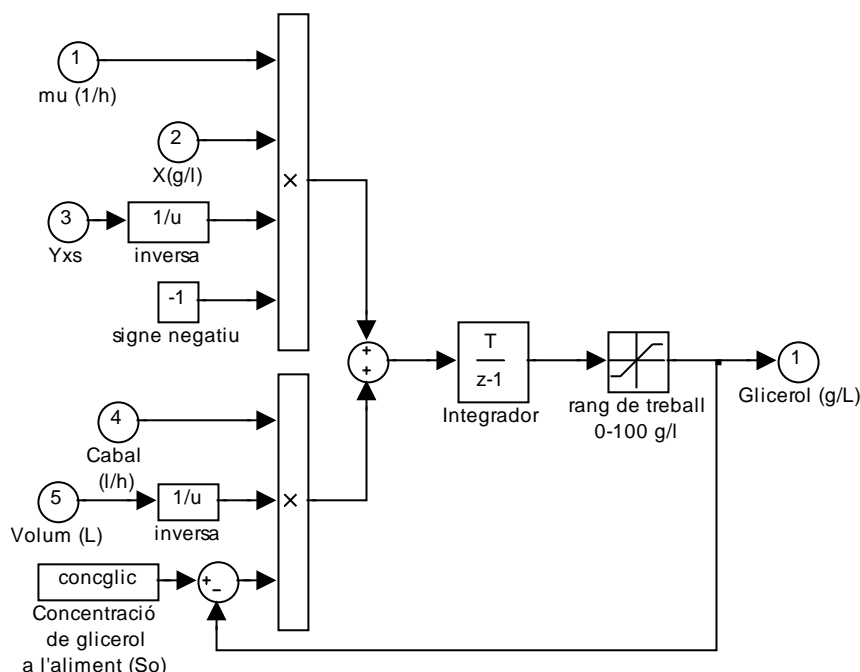 1
mu (1/h)
2
X(g/l)
3
Yxs
1/u
inversa
-1
signe negatiu
×
4
Cabal
(l/h)
5
Volum (L)
1/u
inversa
×
concglic
Concentració
de glicerol
a l'aliment (So)
+
−
+
+
T
z-1
Integrador
rang de treball
0-100 g/l
1
Glicerol (g/L)